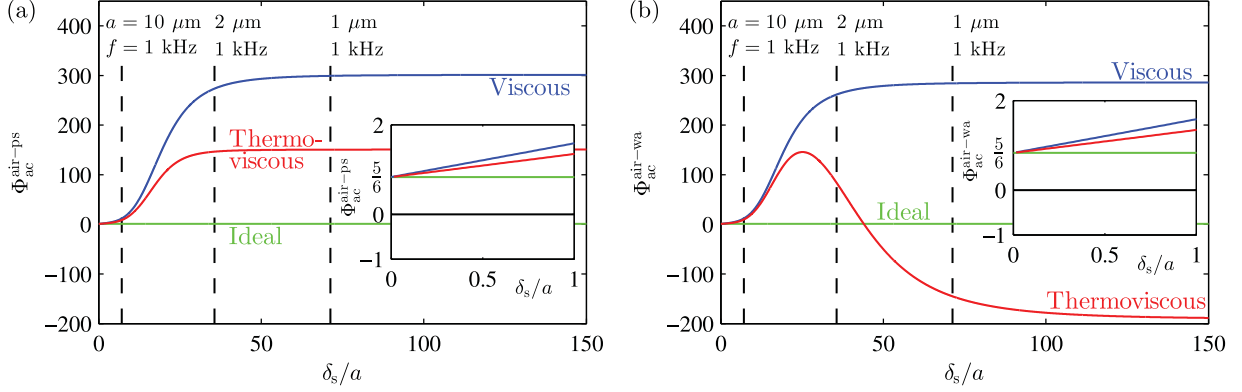 (a)
a = 10 μm 2 μm 1 μm
f = 1 kHz 1 kHz 1 kHz
450
400
300
200
100
0
−100
−200
Φ_ac^air−ps
Viscous
Thermo-
viscous
Ideal
2
5/6
0
−1
Φ_ac^air−ps
0 0.5 1
δ_s/a
0 50 100 150
δ_s/a
(b)
a = 10 μm 2 μm 1 μm
f = 1 kHz 1 kHz 1 kHz
400
300
200
100
0
−100
−200
Φ_ac^air−wa
Viscous
Ideal
Thermoviscous
2
5/6
0
−1
Φ_ac^air−wa
0 0.5 1
δ_s/a
0 50 100 150
δ_s/a